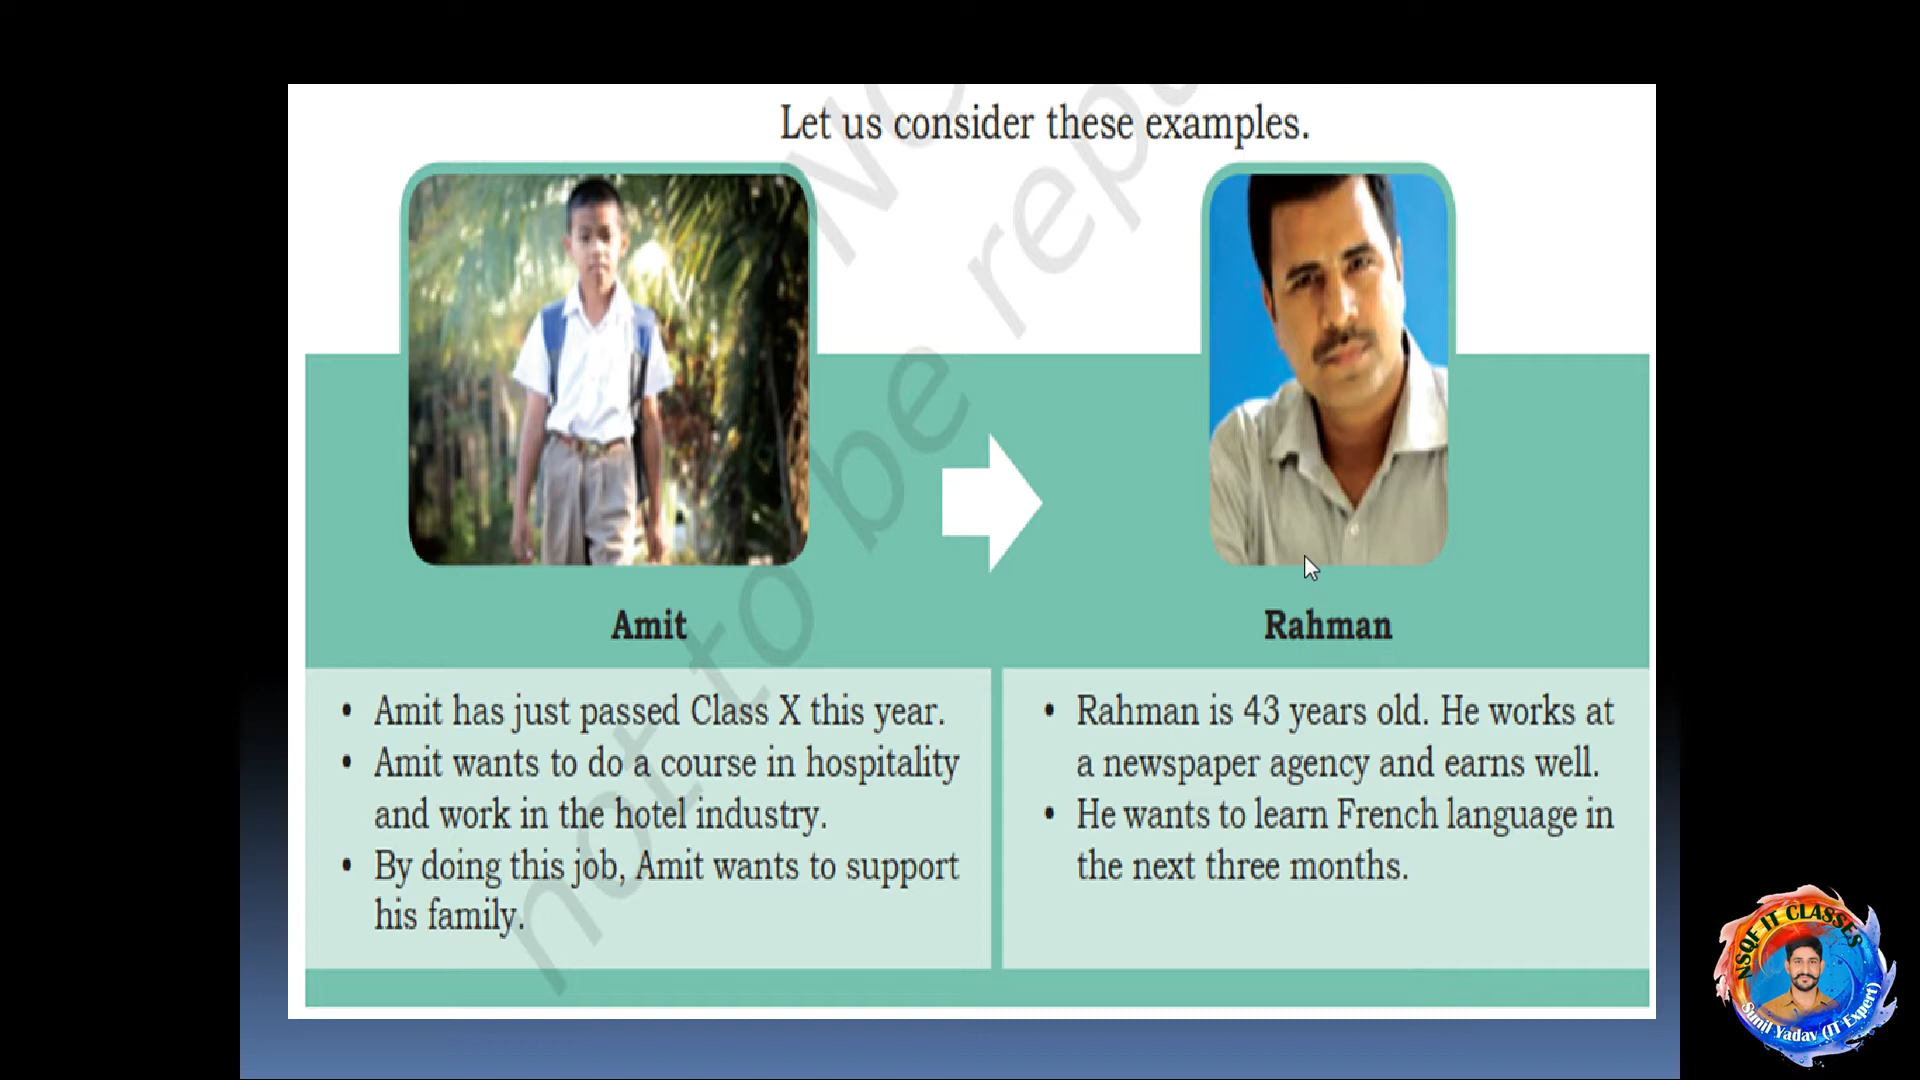 Let us consider these examples.
Amit
• Amit has just passed Class X this year.
• Amit wants to do a course in hospitality
and work in the hotel industry.
• By doing this job, Amit wants to support
his family.
Rahman
• Rahman is 43 years old. He works at
a newspaper agency and earns well.
• He wants to learn French language in
the next three months.
not to be
NSQF IT CLASSES
Sunil Yadav (IT Expert)